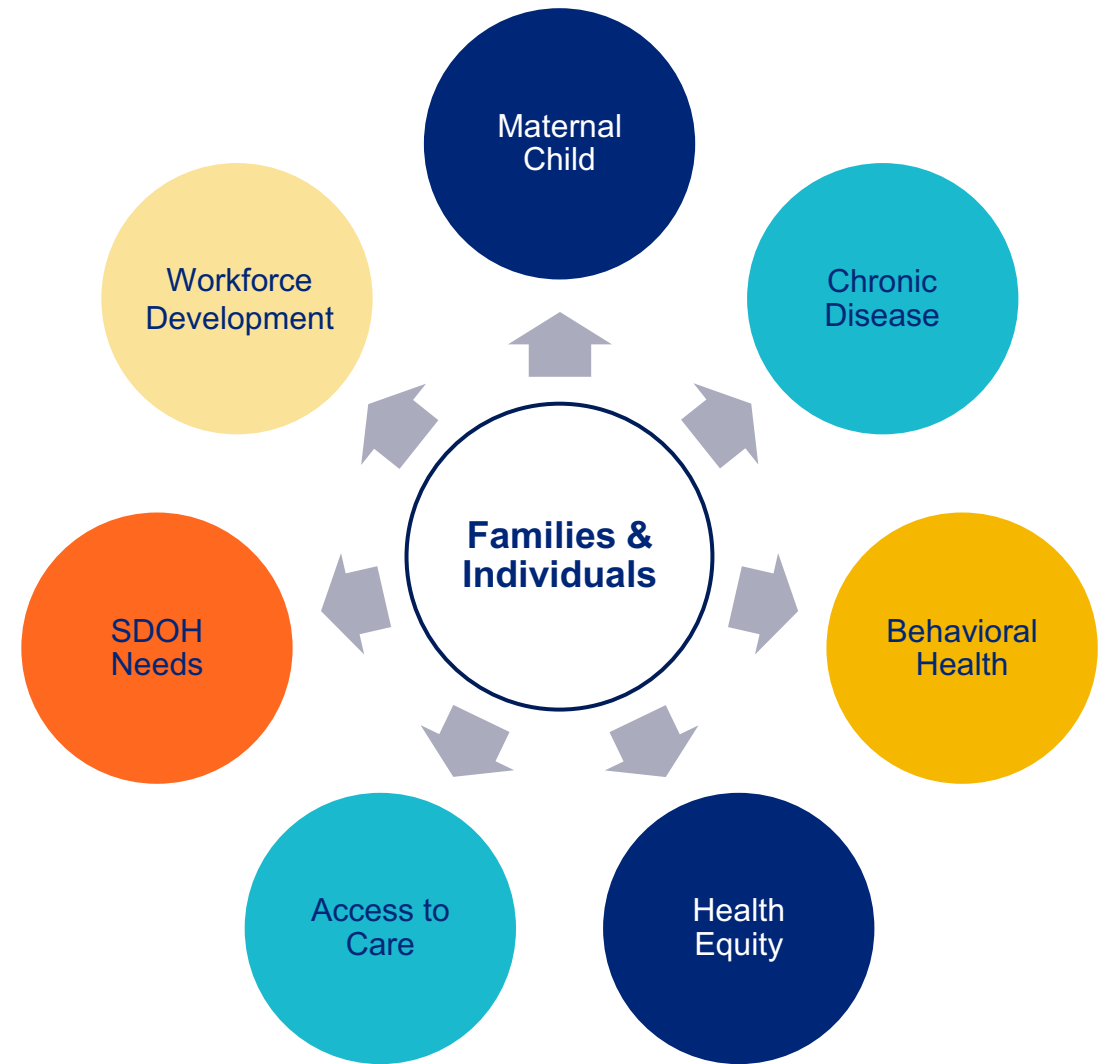 Maternal
Child
Chronic
Disease
Behavioral
Health
Health
Equity
Access to
Care
SDOH
Needs
Workforce
Development
Families &
Individuals